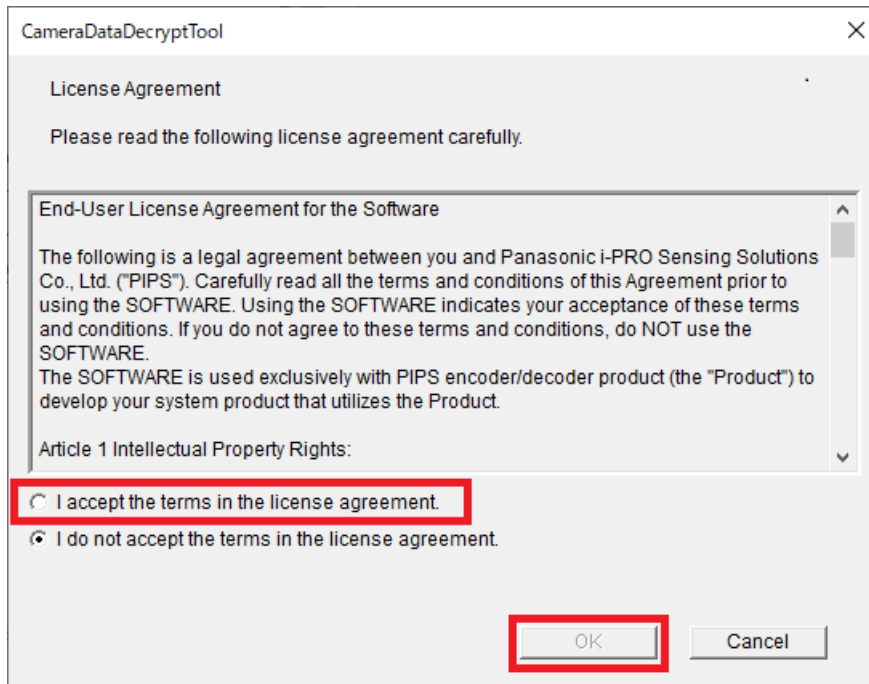 CameraDataDecryptTool
License Agreement
Please read the following license agreement carefully.
End-User License Agreement for the Software
The following is a legal agreement between you and Panasonic i-PRO Sensing Solutions
Co., Ltd. ("PIPS"). Carefully read all the terms and conditions of this Agreement prior to
using the SOFTWARE. Using the SOFTWARE indicates your acceptance of these terms
and conditions. If you do not agree to these terms and conditions, do NOT use the
SOFTWARE.
The SOFTWARE is used exclusively with PIPS encoder/decoder product (the "Product") to
develop your system product that utilizes the Product.
Article 1 Intellectual Property Rights:
I accept the terms in the license agreement.
I do not accept the terms in the license agreement.
OK Cancel